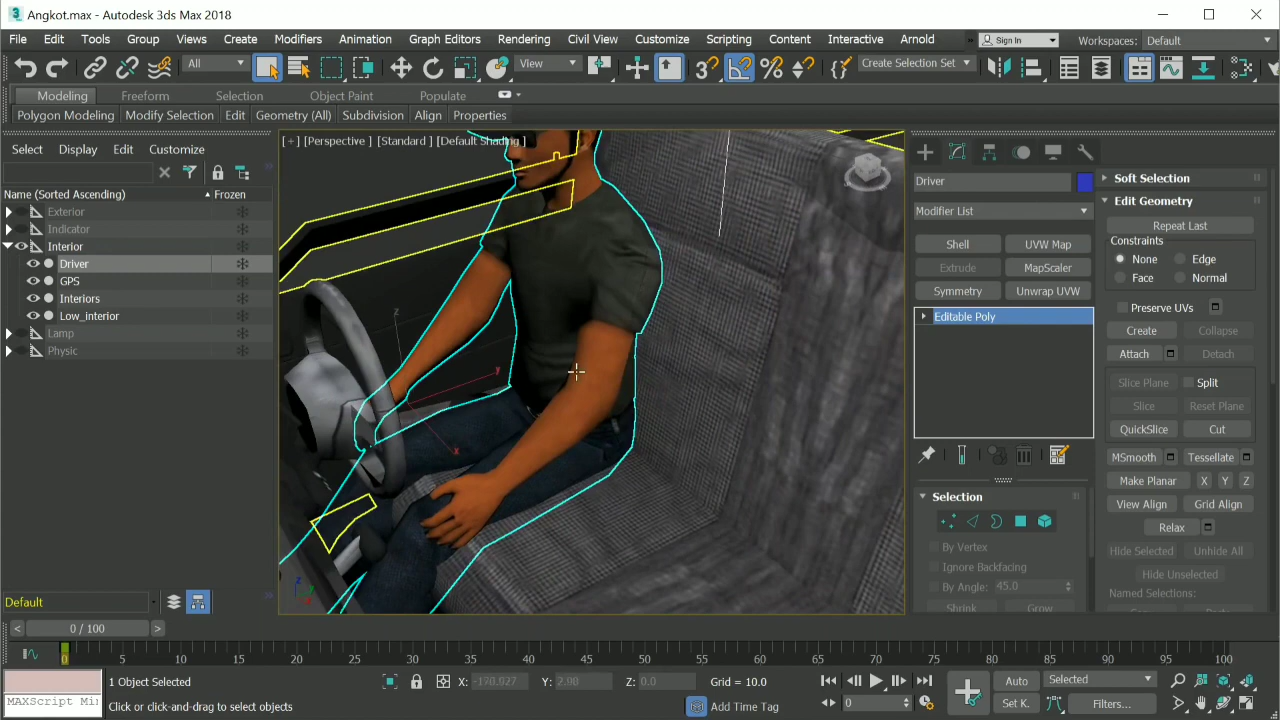 Angkot.max - Autodesk 3ds Max 2018
File Edit Tools Group Views Create Modifiers Animation Graph Editors Rendering Civil View Customize Scripting Content Interactive Arnold Sign In Workspaces: Default
All View Create Selection Set
Modeling Freeform Selection Object Paint Populate
Polygon Modeling Modify Selection Edit Geometry (All) Subdivision Align Properties
Select Display Edit Customize
Name (Sorted Ascending) Frozen
Exterior
Indicator
Interior
Driver
GPS
Interiors
Low_interior
Lamp
Physic
Default
[+] [Perspective ] [Standard ] [Default Shading ]
z
y
x
Driver
Modifier List
Shell UVW Map
Extrude MapScaler
Symmetry Unwrap UVW
Editable Poly
Selection
By Vertex
Ignore Backfacing
By Angle: 45.0
Shrink Grow
Soft Selection
Edit Geometry
Repeat Last
Constraints
None Edge
Face Normal
Preserve UVs
Create Collapse
Attach Detach
Slice Plane Split
Slice Reset Plane
QuickSlice Cut
MSmooth Tessellate
Make Planar X Y Z
View Align Grid Align
Relax
Hide Selected Unhide All
Hide Unselected
Named Selections:
< 0 / 100 >
0 5 10 15 20 25 30 35 40 45 50 55 60 65 70 75 80 85 90 95 100
1 Object Selected X: -170.927 Y: 2.90 Z: 0.0 Grid = 10.0 Auto Selected
MAXScript Mi
Click or click-and-drag to select objects Add Time Tag 0 Set K. Filters...